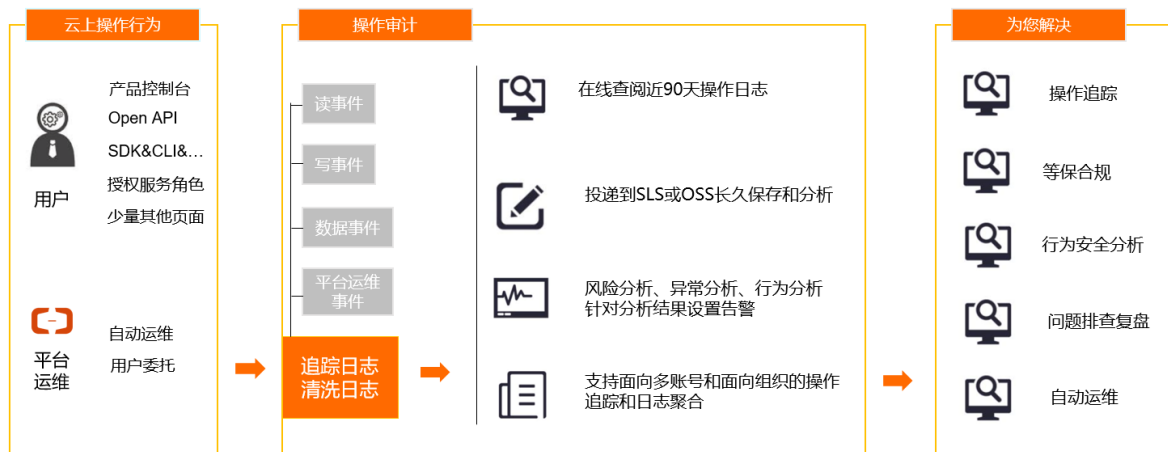 云上操作行为
产品控制台
Open API
SDK&CLI&...
授权服务角色
少量其他页面
用户
自动运维
用户委托
平台
运维
操作审计
读事件
写事件
数据事件
平台运维
事件
追踪日志
清洗日志
在线查阅近90天操作日志
投递到SLS或OSS长久保存和分析
风险分析、异常分析、行为分析
针对分析结果设置告警
支持面向多账号和面向组织的操作
追踪和日志聚合
为您解决
操作追踪
等保合规
行为安全分析
问题排查复盘
自动运维